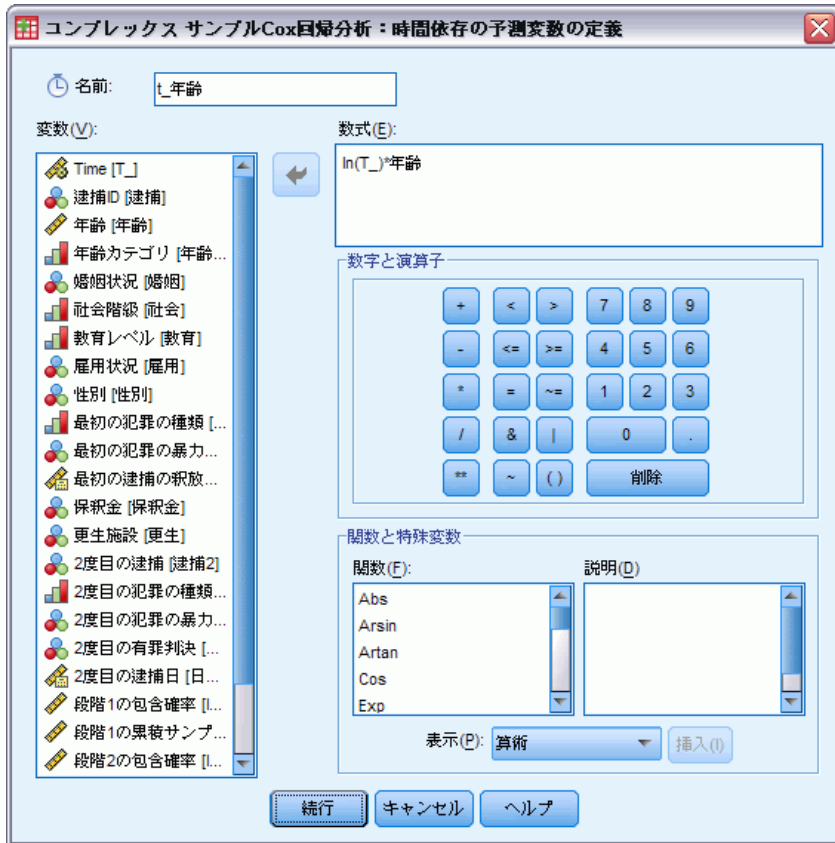 コンプレックス サンプルCox回帰分析：時間依存の予測変数の定義
名前:
t_年齢
変数(V):
Time [T_]
逮捕ID [逮捕]
年齢 [年齢]
年齢カテゴリ [年齢...
婚姻状況 [婚姻]
社会階級 [社会]
教育レベル [教育]
雇用状況 [雇用]
性別 [性別]
最初の犯罪の種類 [...
最初の犯罪の暴力...
最初の逮捕の釈放...
保釈金 [保釈金]
更生施設 [更生]
2度目の逮捕 [逮捕2]
2度目の犯罪の種類...
2度目の犯罪の暴力...
2度目の有罪判決 [...
2度目の逮捕日 [日...
段階1の包含確率 [I...
段階1の累積サンプ...
段階2の包含確率 [I...
数式(E):
ln(T_)*年齢
数字と演算子
+ < > 7 8 9
- <= >= 4 5 6
* = ~= 1 2 3
/ & | 0 .
** ~ ( ) 削除
関数と特殊変数
関数(F):
Abs
Arsin
Artan
Cos
Exp
説明(D)
表示(P): 算術 挿入(I)
続行 キャンセル ヘルプ